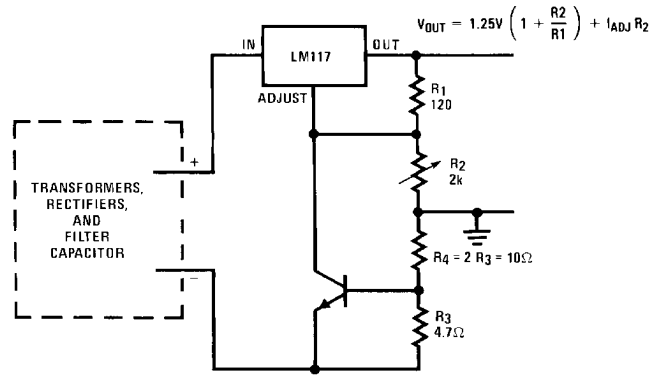 V_OUT = 1.25V (1 + R2/R1) + I_ADJ R2
IN
OUT
LM117
ADJUST
R1
120
+
R2
2k
TRANSFORMERS,
RECTIFIERS,
AND
FILTER
CAPACITOR
R4 = 2 R3 = 10Ω
−
R3
4.7Ω